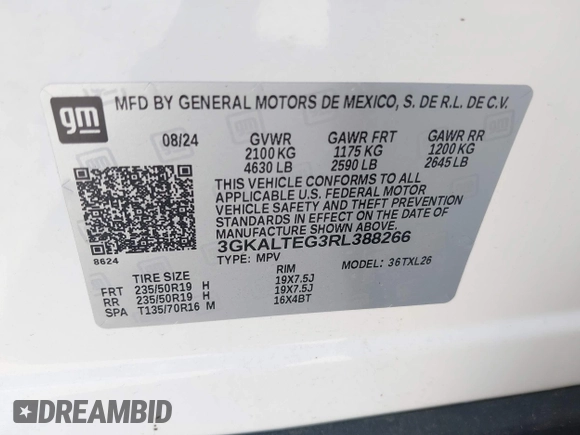 gm
MFD BY GENERAL MOTORS DE MEXICO, S. DE R.L. DE C.V.
08/24 GVWR GAWR FRT GAWR RR
2100 KG 1175 KG 1200 KG
4630 LB 2590 LB 2645 LB
THIS VEHICLE CONFORMS TO ALL
APPLICABLE U.S. FEDERAL MOTOR
VEHICLE SAFETY AND THEFT PREVENTION
STANDARDS IN EFFECT ON THE DATE OF
MANUFACTURE SHOWN ABOVE.
3GKALTEG3RL388266
8624
TYPE: MPV MODEL: 36TXL26
TIRE SIZE RIM
FRT 235/50R19 H 19X7.5J
RR 235/50R19 H 19X7.5J
SPA T135/70R16 M 16X4BT
DREAMBID